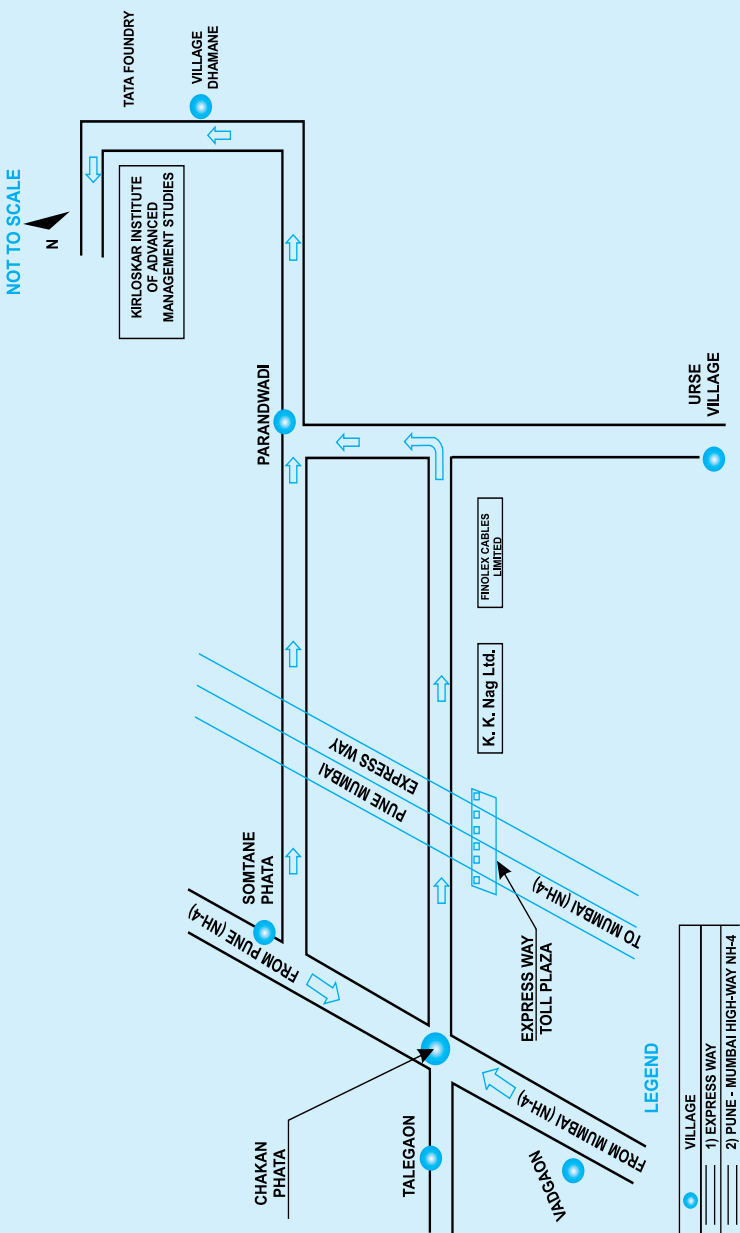 NOT TO SCALE
N
TATA FOUNDRY
VILLAGE
DHAMANE
KIRLOSKAR INSTITUTE
OF ADVANCED
MANAGEMENT STUDIES
PARANDWADI
URSE
VILLAGE
FINOLEX CABLES
LIMITED
K. K. Nag Ltd.
PUNE MUMBAI
EXPRESS WAY
SOMTANE
PHATA
FROM PUNE (NH-4)
TO MUMBAI (NH-4)
EXPRESS WAY
TOLL PLAZA
CHAKAN
PHATA
TALEGAON
VADGAON
FROM MUMBAI (NH-4)
LEGEND
VILLAGE
1) EXPRESS WAY
2) PUNE - MUMBAI HIGH-WAY NH-4